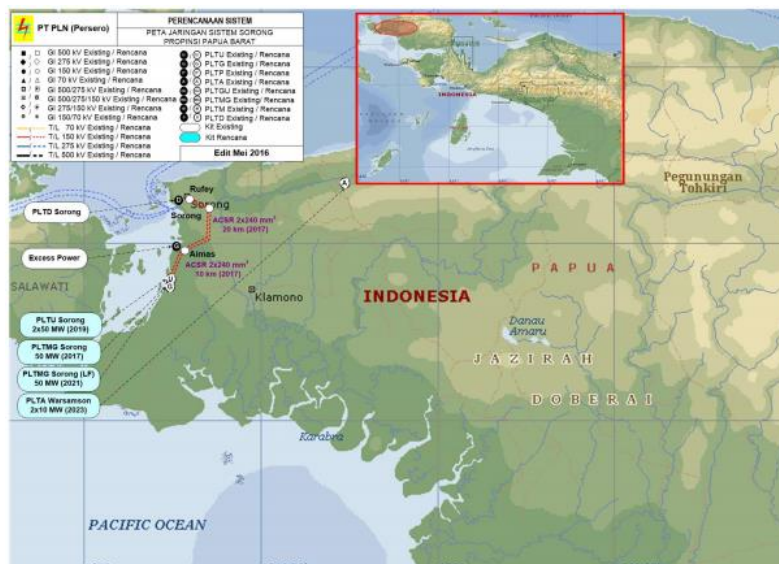 PT PLN (Persero)
PERENCANAAN SISTEM
PETA JARINGAN SISTEM SORONG
PROPINSI PAPUA BARAT
GI 500 kV Existing / Rencana
GI 275 kV Existing / Rencana
GI 150 kV Existing / Rencana
GI 70 kV Existing / Rencana
GI 500/275 kV Existing / Rencana
GI 500/275/150 kV Existing / Rencana
GI 275/150 kV Existing / Rencana
GI 150/70 kV Existing / Rencana
T/L 70 kV Existing / Rencana
T/L 150 kV Existing / Rencana
T/L 275 kV Existing / Rencana
T/L 500 kV Existing / Rencana
PLTU Existing / Rencana
PLTG Existing / Rencana
PLTP Existing / Rencana
PLTA Existing / Rencana
PLTGU Existing / Rencana
PLTMG Existing/ Rencana
PLTM Existing / Rencana
PLTD Existing / Rencana
Kit Existing
Kit Rencana
Edit Mei 2016
INDONESIA
Pegunungan
Tohkiri
A
Rufey
D
Sorong
Sorong
PLTD Sorong
ACSR 2x240 mm²
20 km (2017)
G
Excess Power
Aimas
ACSR 2x240 mm²
10 km (2017)
PAPUA
SALAWATI
U
G
Klamono
INDONESIA
PLTU Sorong
2x50 MW (2019)
Danau
Amaru
PLTMG Sorong
50 MW (2017)
JAZIRAH
PLTMG Sorong (LF)
50 MW (2021)
DOBERAI
PLTA Warsamson
2x10 MW (2023)
Karabra
PACIFIC OCEAN